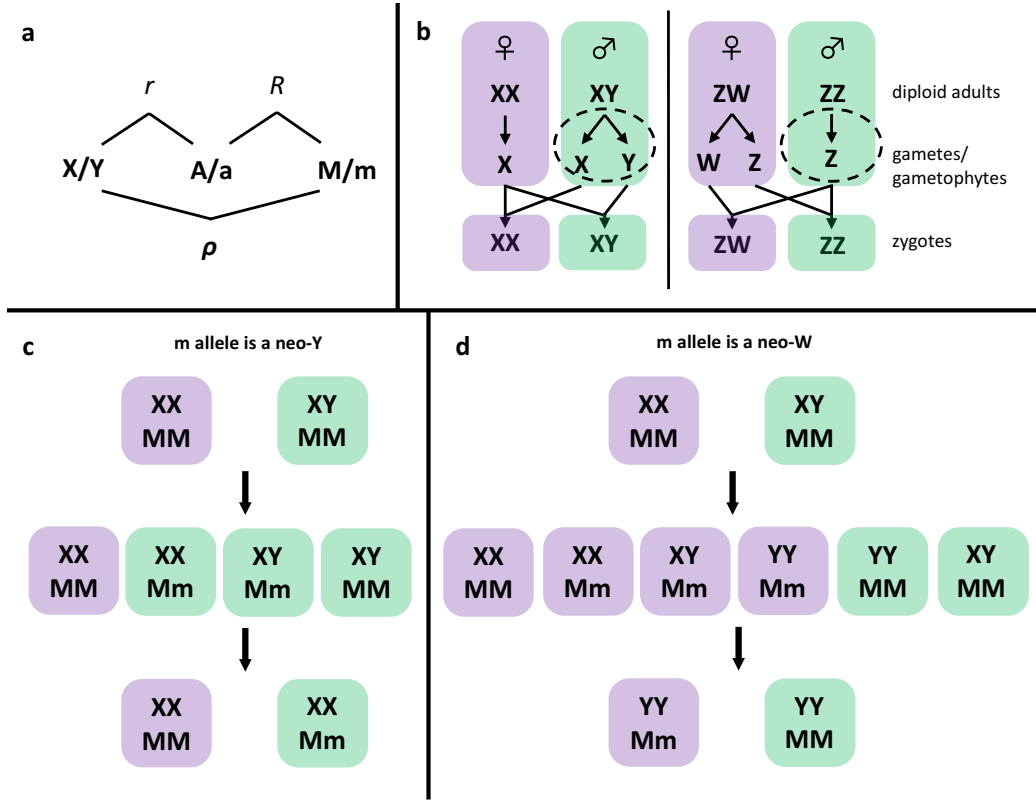 a
r R
X/Y A/a M/m
ρ
b
♀ ♂ ♀ ♂
XX XY ZW ZZ diploid adults
X X Y W Z Z gametes/
gametophytes
XX XY ZW ZZ zygotes
c m allele is a neo-Y
XX XY
MM MM
XX XX XY XY
MM Mm Mm MM
XX XX
MM Mm
d m allele is a neo-W
XX XY
MM MM
XX XX XY YY YY XY
MM Mm Mm Mm MM MM
YY YY
Mm MM